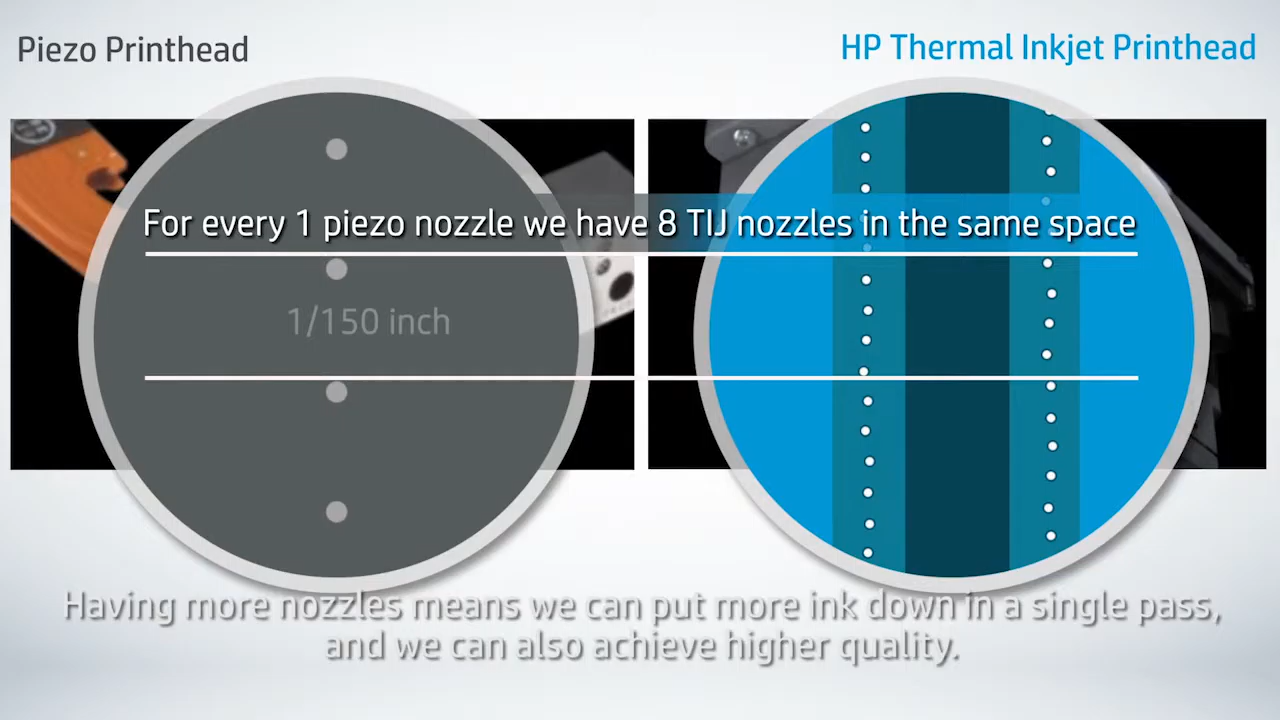 Piezo Printhead
HP Thermal Inkjet Printhead
For every 1 piezo nozzle we have 8 TIJ nozzles in the same space
1/150 inch
Having more nozzles means we can put more ink down in a single pass,
and we can also achieve higher quality.